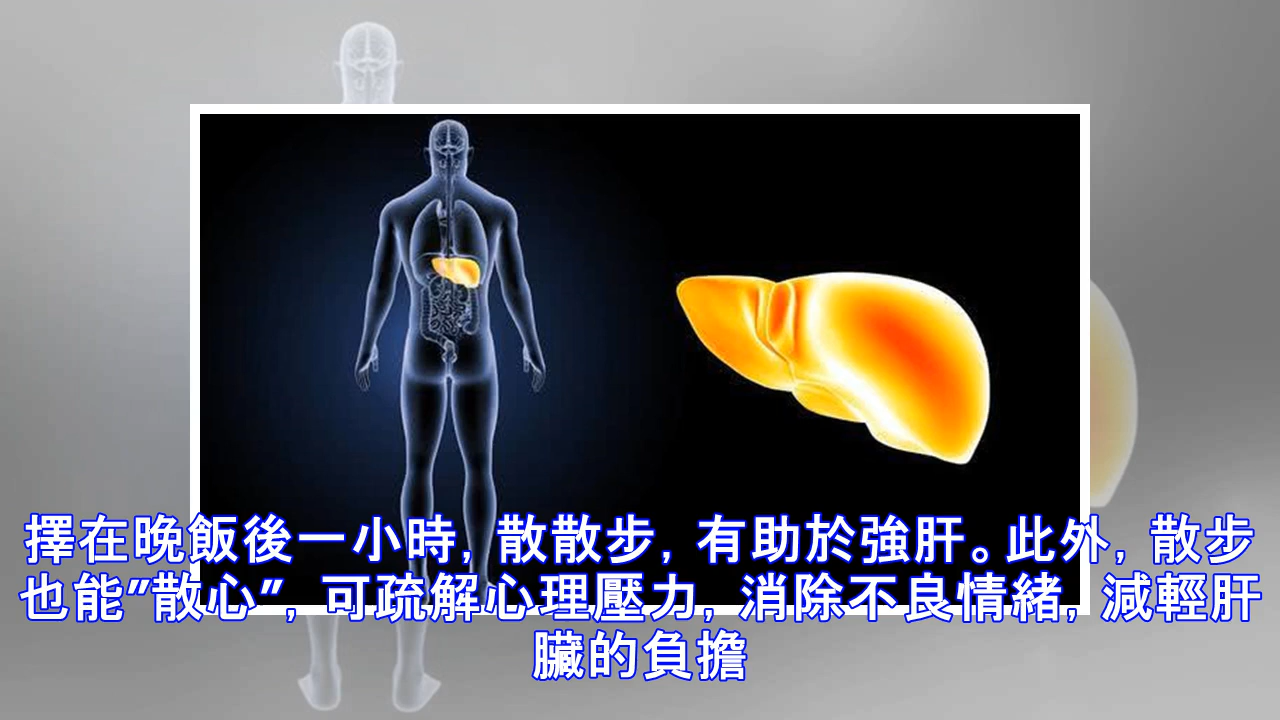 擇在晚飯後一小時, 散散步, 有助於強肝。此外, 散步
也能"散心", 可疏解心理壓力, 消除不良情緒, 減輕肝
臟的負擔